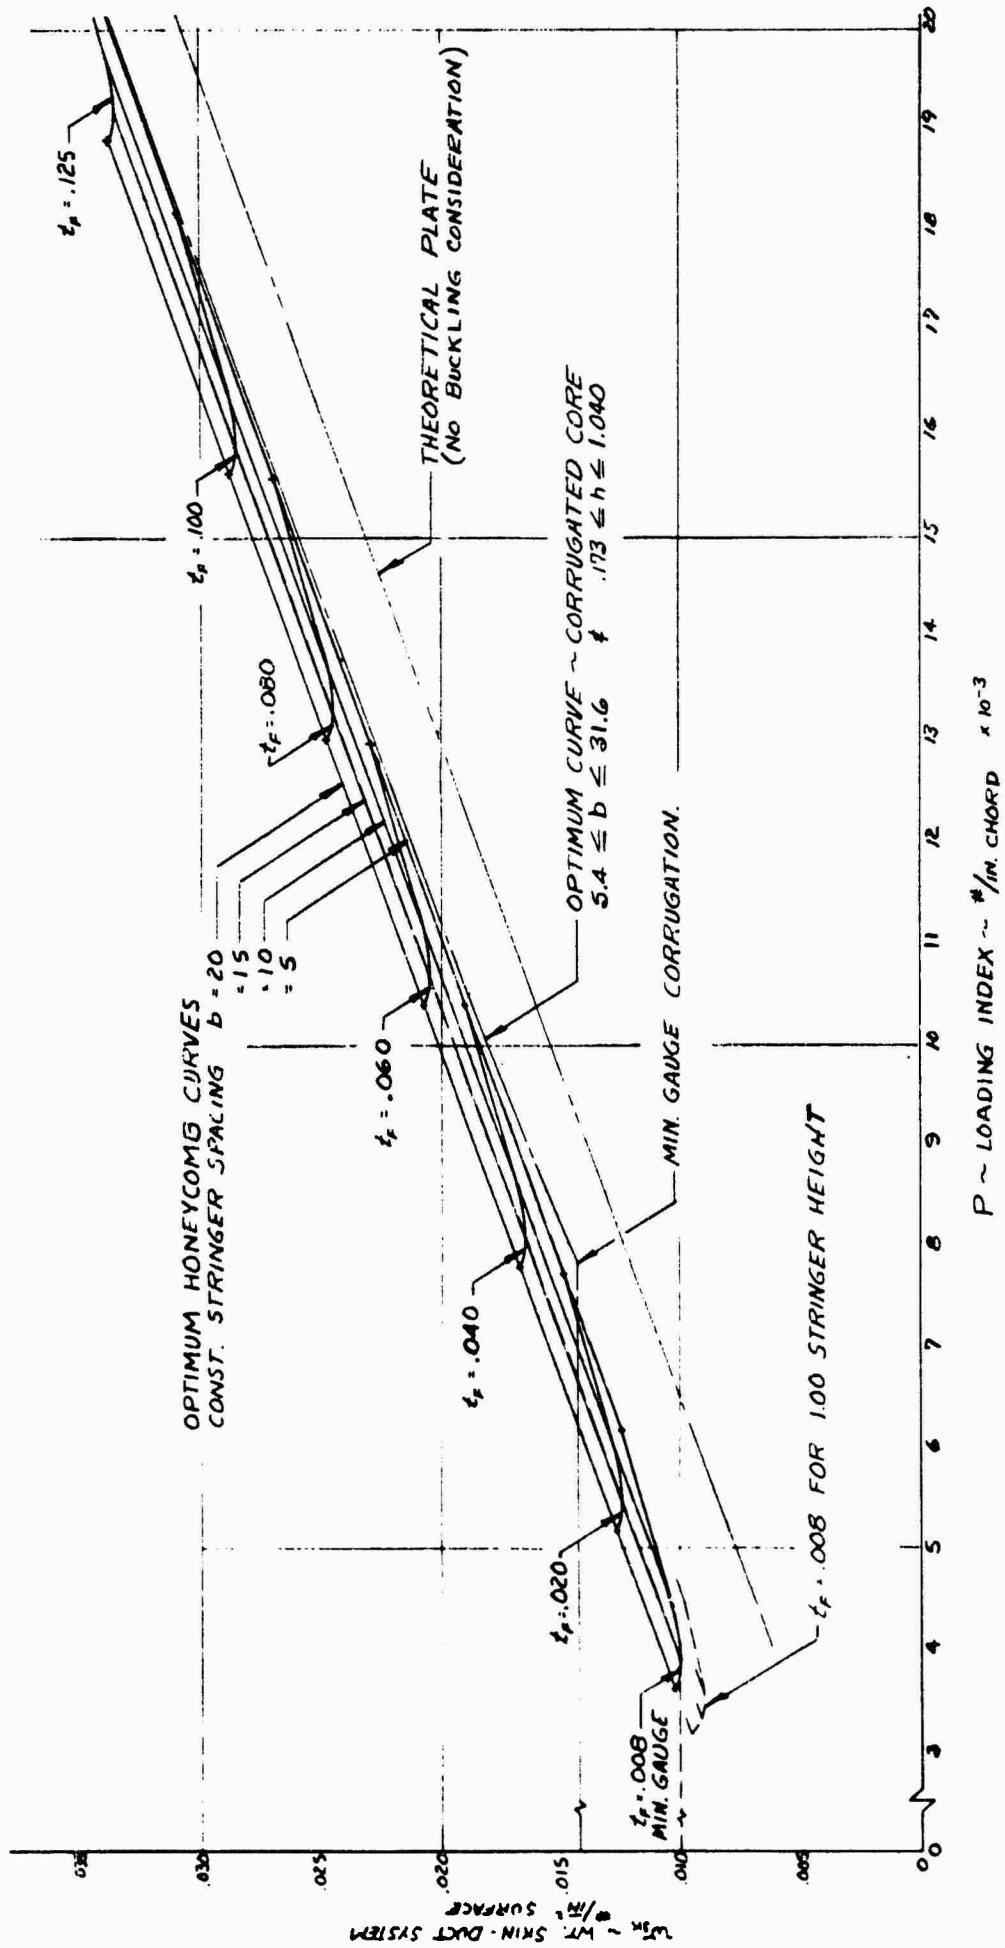 OPTIMUM HONEYCOMB CURVES
CONST. STRINGER SPACING b = 20
= 15
= 10
= 5
t_F = .125
t_F = .100
t_F = .080
t_F = .060
t_F = .040
t_F = .020
t_F = .008
MIN. GAUGE
THEORETICAL PLATE
(NO BUCKLING CONSIDERATION)
OPTIMUM CURVE ~ CORRUGATED CORE
5.4 ≤ b ≤ 31.6 & .173 ≤ h ≤ 1.040
MIN. GAUGE CORRUGATION.
t_F = .008 FOR 1.00 STRINGER HEIGHT
.035
.030
.025
.020
.015
.010
.005
0
W_SK ~ WT. SKIN - DUCT SYSTEM
#/IN² SURFACE
0 3 4 5 6 7 8 9 10 11 12 13 14 15 16 17 18 19 20
P ~ LOADING INDEX ~ #/IN. CHORD x 10⁻³